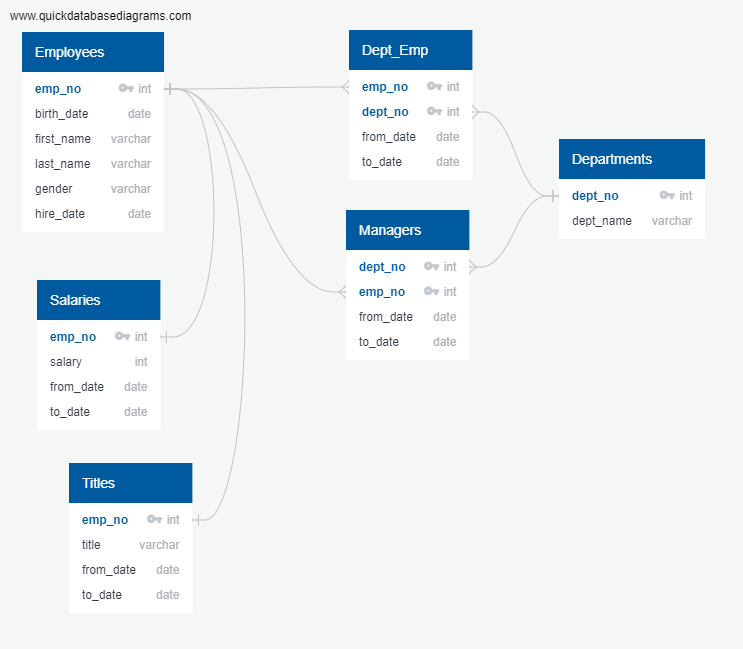 www.quickdatabasediagrams.com
Employees
emp_no int
birth_date date
first_name varchar
last_name varchar
gender varchar
hire_date date
Dept_Emp
emp_no int
dept_no int
from_date date
to_date date
Departments
dept_no int
dept_name varchar
Managers
dept_no int
emp_no int
from_date date
to_date date
Salaries
emp_no int
salary int
from_date date
to_date date
Titles
emp_no int
title varchar
from_date date
to_date date